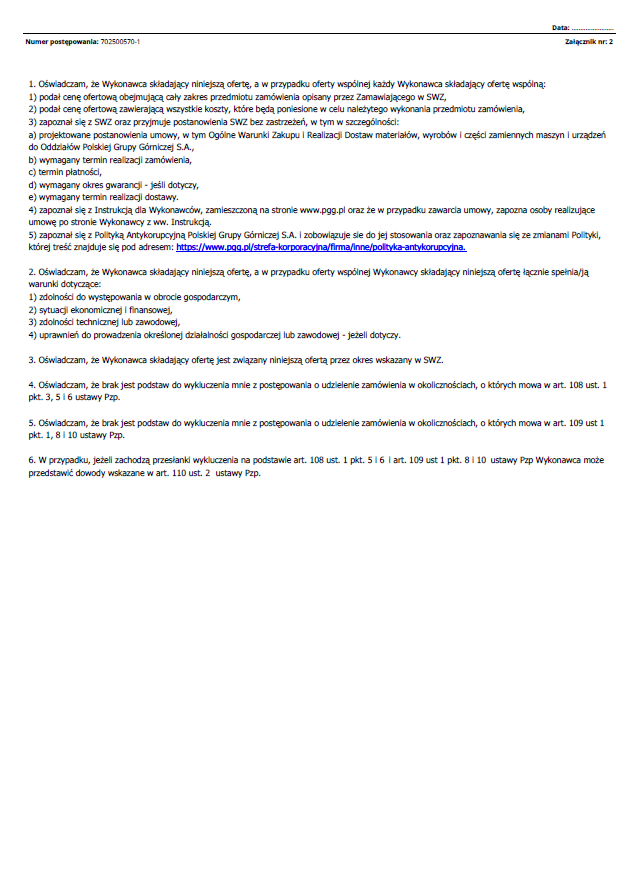 Data: ......................
Numer postępowania: 702500570-1 Załącznik nr: 2
1. Oświadczam, że Wykonawca składający niniejszą ofertę, a w przypadku oferty wspólnej każdy Wykonawca składający ofertę wspólną:
1) podał cenę ofertową obejmującą cały zakres przedmiotu zamówienia opisany przez Zamawiającego w SWZ,
2) podał cenę ofertową zawierającą wszystkie koszty, które będą poniesione w celu należytego wykonania przedmiotu zamówienia,
3) zapoznał się z SWZ oraz przyjmuje postanowienia SWZ bez zastrzeżeń, w tym w szczególności:
a) projektowane postanowienia umowy, w tym Ogólne Warunki Zakupu i Realizacji Dostaw materiałów, wyrobów i części zamiennych maszyn i urządzeń
do Oddziałów Polskiej Grupy Górniczej S.A.,
b) wymagany termin realizacji zamówienia,
c) termin płatności,
d) wymagany okres gwarancji - jeśli dotyczy,
e) wymagany termin realizacji dostawy.
4) zapoznał się z Instrukcją dla Wykonawców, zamieszczoną na stronie www.pgg.pl oraz że w przypadku zawarcia umowy, zapozna osoby realizujące
umowę po stronie Wykonawcy z ww. Instrukcją.
5) zapoznał się z Polityką Antykorupcyjną Polskiej Grupy Górniczej S.A. i zobowiązuje sie do jej stosowania oraz zapoznawania się ze zmianami Polityki,
której treść znajduje się pod adresem: https://www.pgg.pl/strefa-korporacyjna/firma/inne/polityka-antykorupcyjna.
2. Oświadczam, że Wykonawca składający niniejszą ofertę, a w przypadku oferty wspólnej Wykonawcy składający niniejszą ofertę łącznie spełnia/ją
warunki dotyczące:
1) zdolności do występowania w obrocie gospodarczym,
2) sytuacji ekonomicznej i finansowej,
3) zdolności technicznej lub zawodowej,
4) uprawnień do prowadzenia określonej działalności gospodarczej lub zawodowej - jeżeli dotyczy.
3. Oświadczam, że Wykonawca składający ofertę jest związany niniejszą ofertą przez okres wskazany w SWZ.
4. Oświadczam, że brak jest podstaw do wykluczenia mnie z postępowania o udzielenie zamówienia w okolicznościach, o których mowa w art. 108 ust. 1
pkt. 3, 5 i 6 ustawy Pzp.
5. Oświadczam, że brak jest podstaw do wykluczenia mnie z postępowania o udzielenie zamówienia w okolicznościach, o których mowa w art. 109 ust 1
pkt. 1, 8 i 10 ustawy Pzp.
6. W przypadku, jeżeli zachodzą przesłanki wykluczenia na podstawie art. 108 ust. 1 pkt. 5 i 6 i art. 109 ust 1 pkt. 8 i 10 ustawy Pzp Wykonawca może
przedstawić dowody wskazane w art. 110 ust. 2 ustawy Pzp.